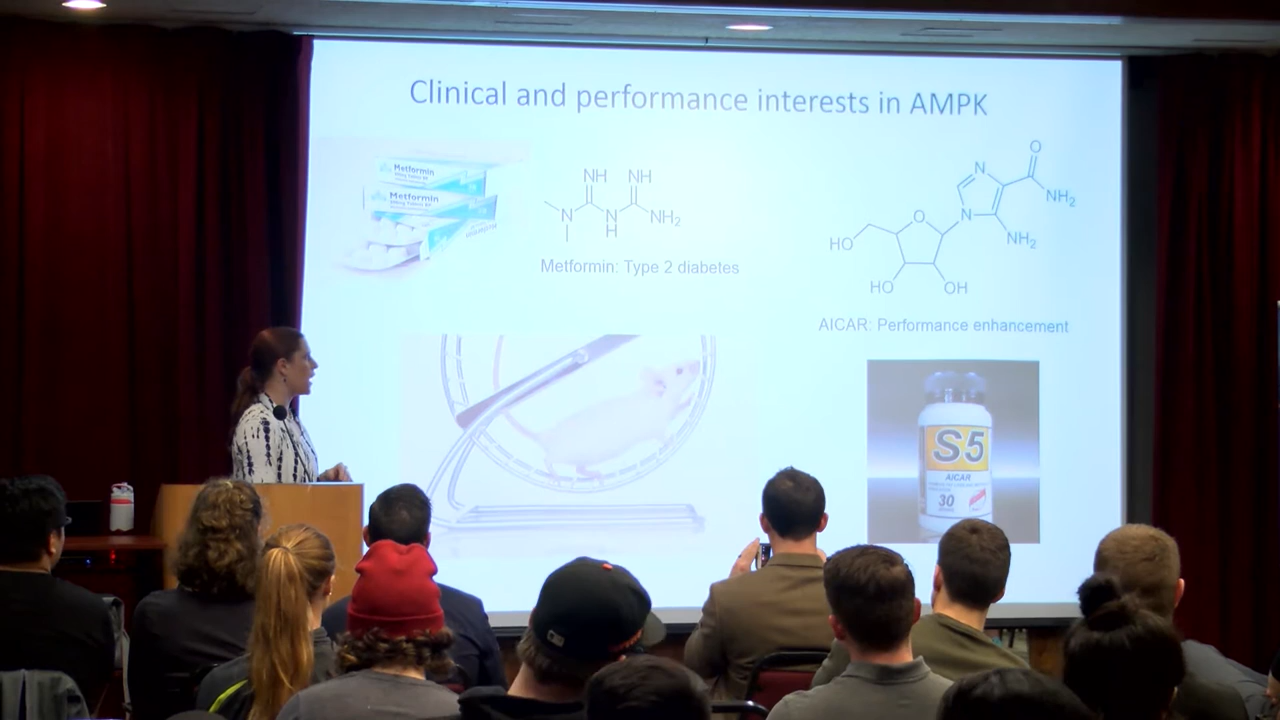 Clinical and performance interests in AMPK
Metformin
Metformin
NH NH
N
N
H
NH2
Metformin: Type 2 diabetes
O
N
NH2
N
NH2
O
HO
HO
OH
AICAR: Performance enhancement
S5
AICAR
30